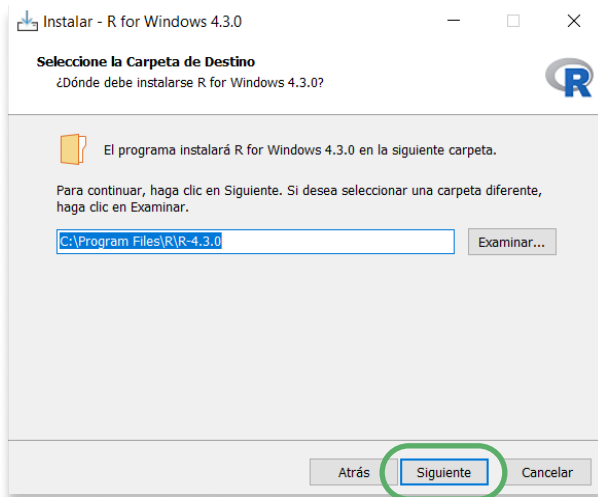 Instalar - R for Windows 4.3.0
Seleccione la Carpeta de Destino
¿Dónde debe instalarse R for Windows 4.3.0?
R
El programa instalará R for Windows 4.3.0 en la siguiente carpeta.
Para continuar, haga clic en Siguiente. Si desea seleccionar una carpeta diferente,
haga clic en Examinar.
C:\Program Files\R\R-4.3.0
Examinar...
Atrás
Siguiente
Cancelar